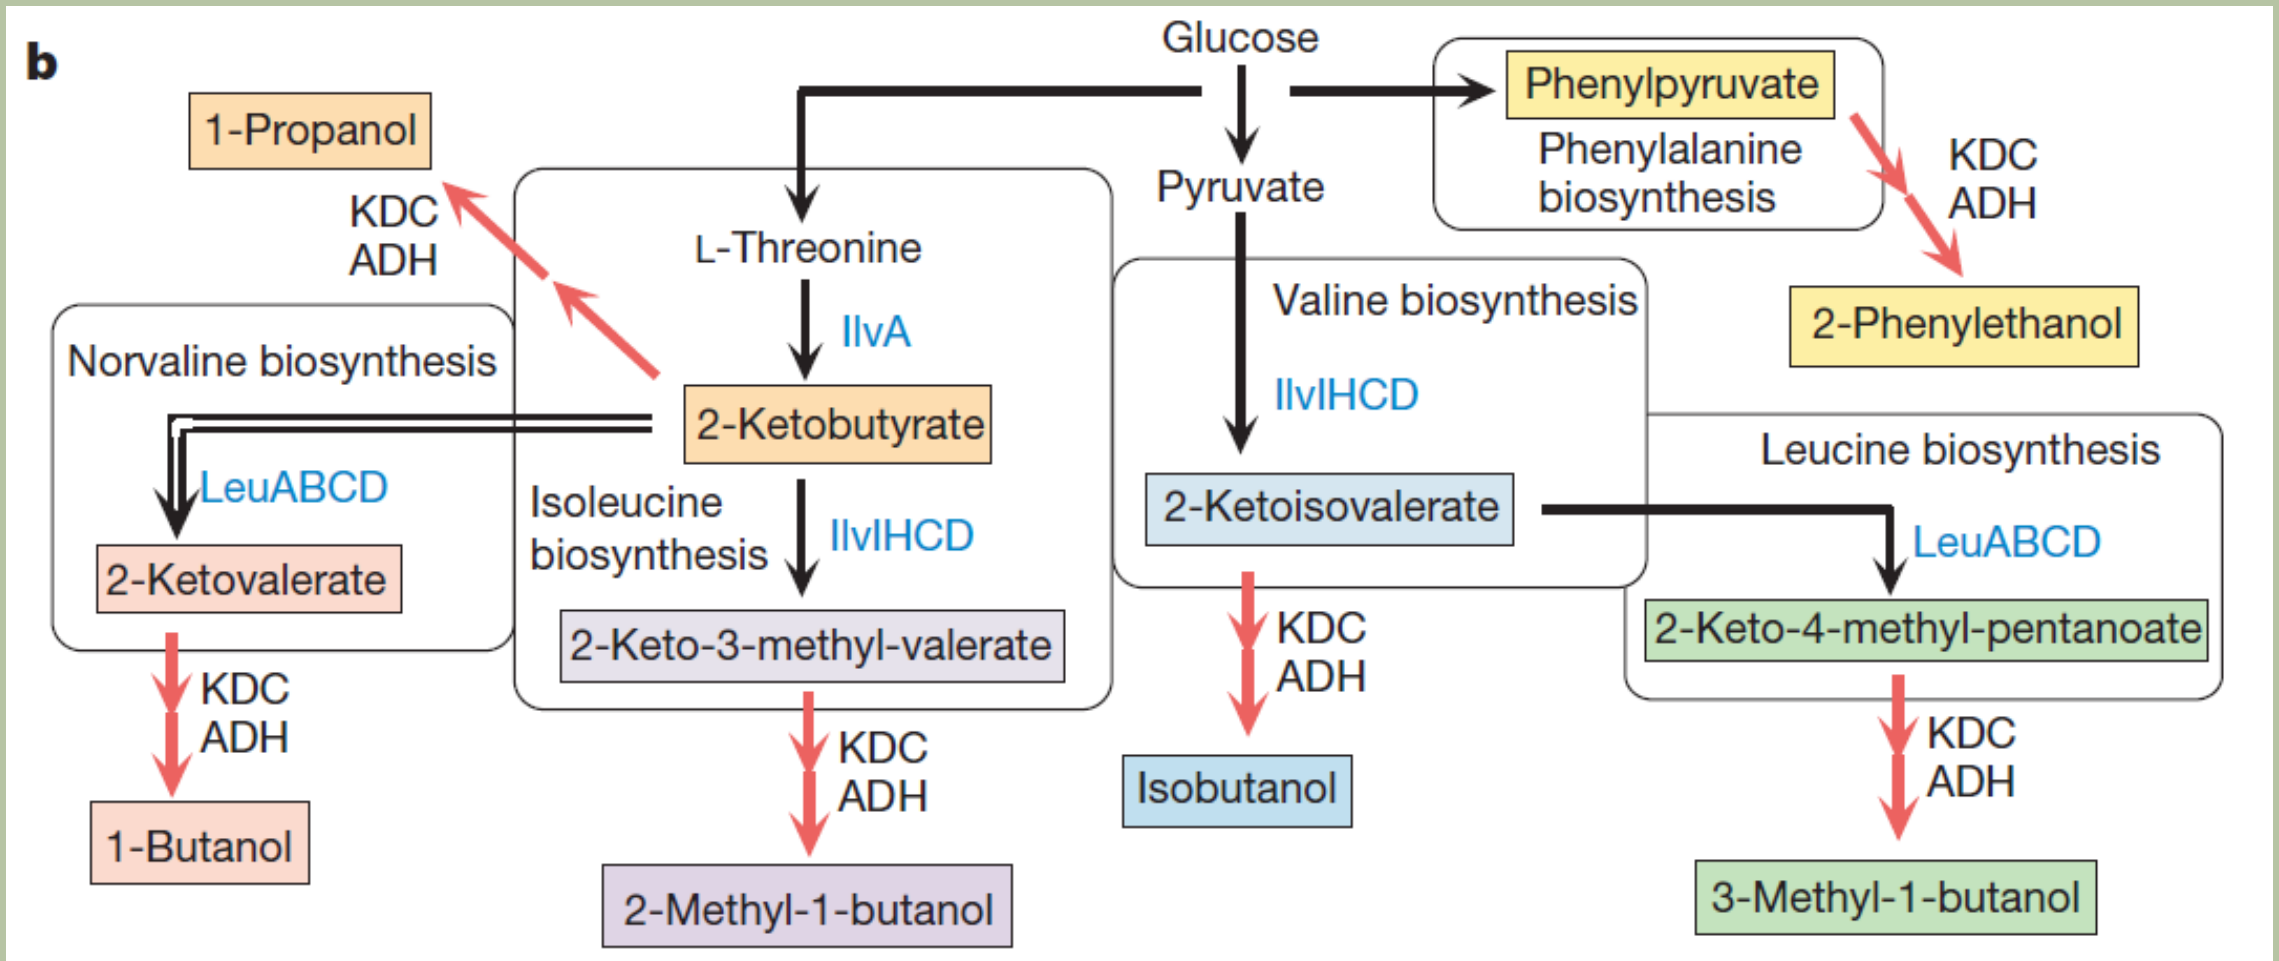 b
Glucose
Phenylpyruvate
1-Propanol
Phenylalanine
biosynthesis
KDC
ADH
Pyruvate
KDC
ADH
L-Threonine
Valine biosynthesis
2-Phenylethanol
IlvA
Norvaline biosynthesis
IlvIHCD
2-Ketobutyrate
Leucine biosynthesis
LeuABCD
Isoleucine
biosynthesis
IlvIHCD
2-Ketoisovalerate
LeuABCD
2-Ketovalerate
2-Keto-3-methyl-valerate
KDC
ADH
2-Keto-4-methyl-pentanoate
KDC
ADH
KDC
ADH
KDC
ADH
Isobutanol
1-Butanol
2-Methyl-1-butanol
3-Methyl-1-butanol